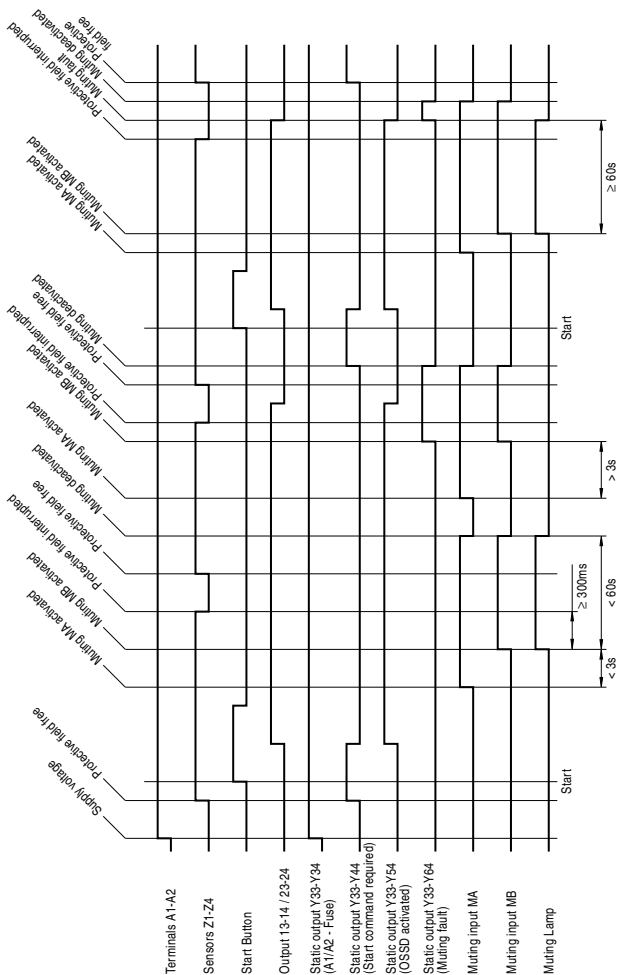 Supply voltage
Protective field free
Muting MA activated
Muting MB activated
Protective field interrupted
Protective field free
Muting deactivated
Muting MA activated
Muting MB activated
Protective field interrupted
Protective field free
Muting deactivated
Muting MA activated
Muting MB activated
Protective field interrupted
Muting fault
Muting deactivated
Protective
field free
Terminals A1-A2
Sensors Z1-Z4
Start Button
Output 13-14 / 23-24
Static output Y33-Y34
(A1/A2 - Fuse)
Static output Y33-Y44
(Start command required)
Static output Y33-Y54
(OSSD activated)
Static output Y33-Y64
(Muting fault)
Muting input MA
Muting input MB
Muting Lamp
Start
Start
≥ 300ms
< 3s
< 60s
> 3s
≥ 60s